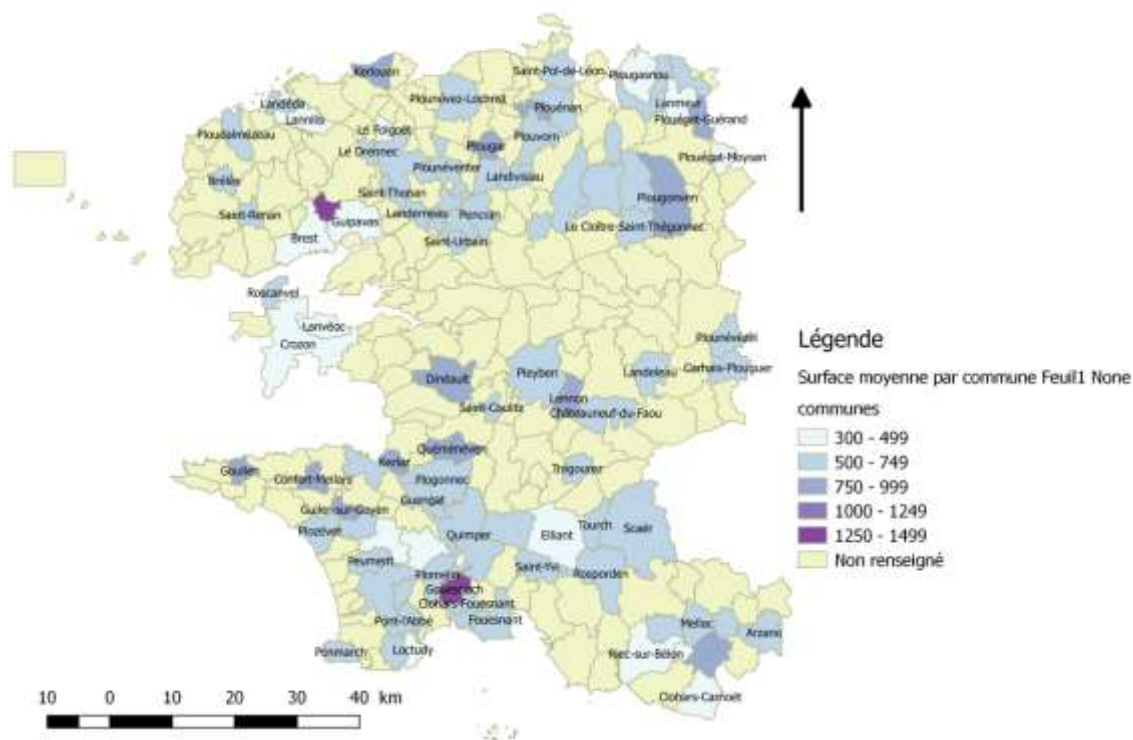 Kerlouan
Saint-Pol-de-Léon
Plougasnou
Landéda
Plounévez-Lochrist
Plouénan
Lanmeur
Lannilis
Plouégat-Guérand
Ploudalmézeau
Le Folgoët
Plouvorn
Le Drennec
Plougar
Plouégat-Moysan
Plounéventer
Brélès
Landivisiau
Saint-Thonan
Plougonven
Saint-Renan
Landerneau
Pencran
Guipavas
Le Cloître-Saint-Thégonnec
Brest
Saint-Urbain
Roscanvel
Lanvéoc
Crozon
Plounévézel
Légende
Carhaix-Plouguer
Pleyben
Landeleau
Dinéault
Surface moyenne par commune Feuil1 None
Lennon
Saint-Coulitz
Châteauneuf-du-Faou
communes
300 - 499
Quéménéven
500 - 749
Kerlaz
Goulien
Trégourez
750 - 999
Confort-Meilars
Plogonnec
1000 - 1249
Guengat
Guiler-sur-Goyen
1250 - 1499
Tourch
Plozévet
Quimper
Elliant
Scaër
Non renseigné
Peumerit
Saint-Yvi
Plomelin
Rosporden
Gouesnach
Clohars-Fouesnant
Pont-l'Abbé
Fouesnant
Mellac
Arzano
Penmarch
Loctudy
Riec-sur-Bélon
Clohars-Carnoët
10 0 10 20 30 40 km